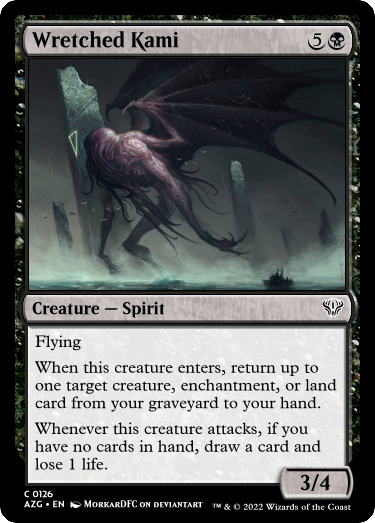 Wretched Kami 5
Creature — Spirit
Flying
When this creature enters, return up to
one target creature, enchantment, or land
card from your graveyard to your hand.
Whenever this creature attacks, if you
have no cards in hand, draw a card and
lose 1 life.
3/4
C 0126
AZG • EN MorkarDFC on deviantart ™ & © 2022 Wizards of the Coast